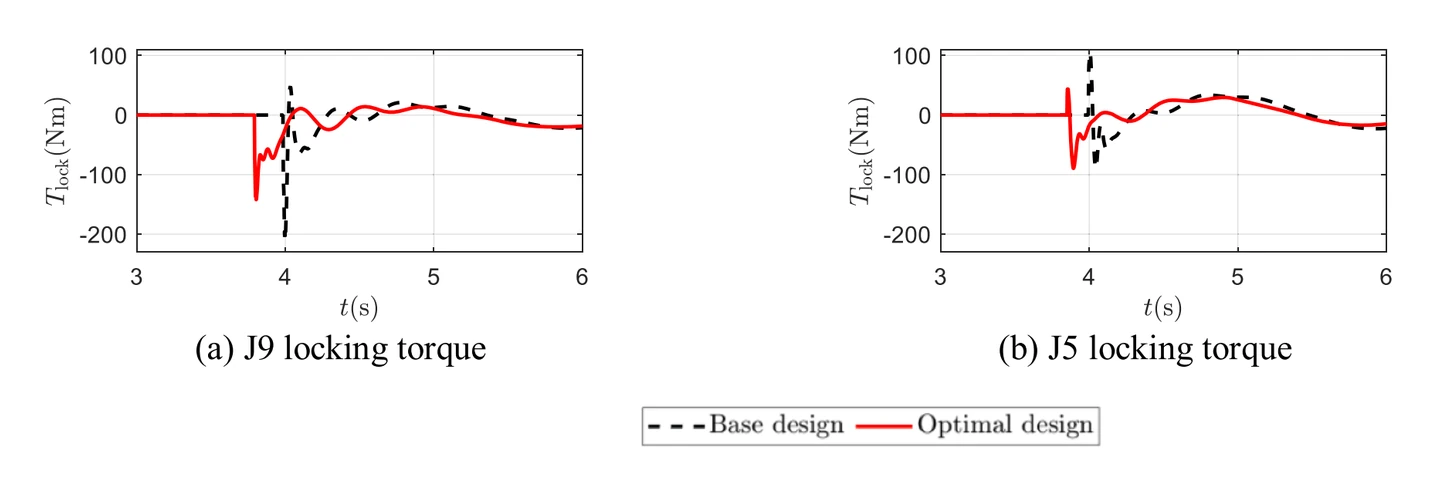 100
0
-100
-200
T_lock(Nm)
3 4 5 6
t(s)
(a) J9 locking torque
100
0
-100
-200
T_lock(Nm)
3 4 5 6
t(s)
(b) J5 locking torque
Base design Optimal design